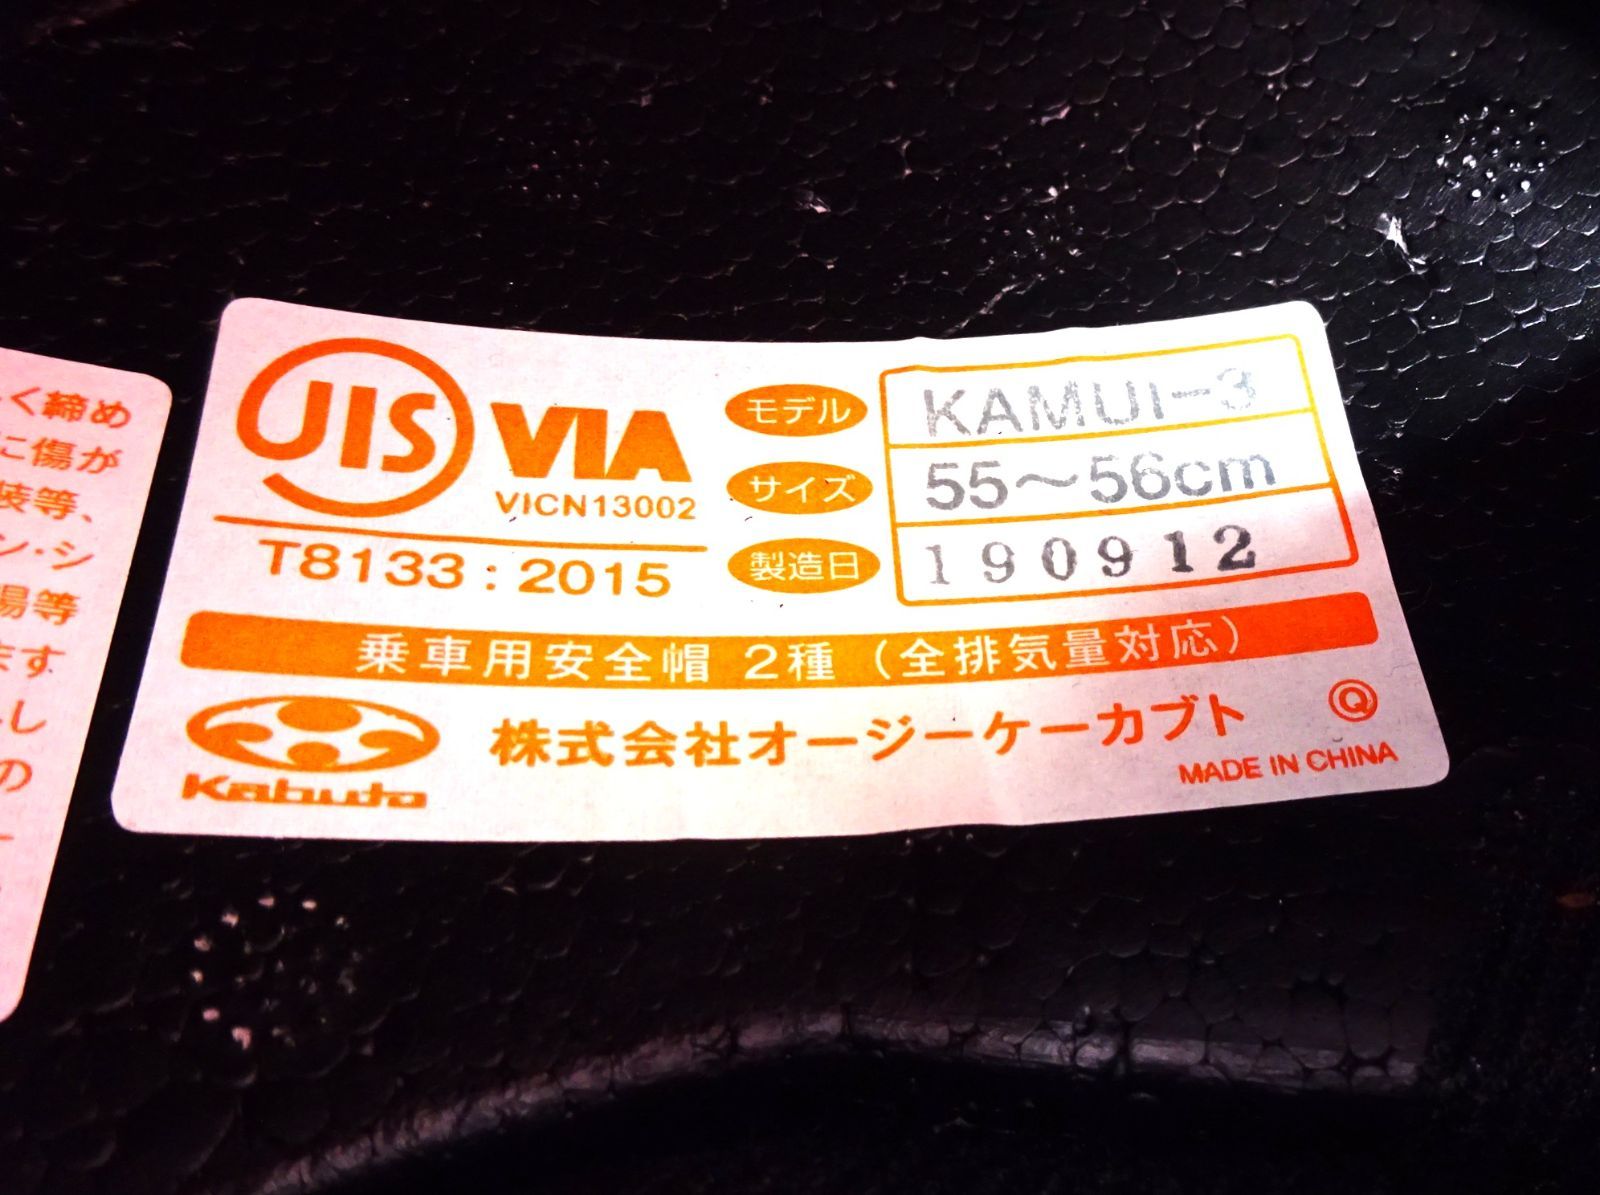 く締め
に傷が
装等、
ン・シ
陽等
ます
し
の
JIS
VIA
VICN13002
T8133 : 2015
モデル KAMUI-3
サイズ 55～56cm
製造日 190912
乗車用安全帽 2種（全排気量対応）
Kabuto
株式会社オージーケーカブト
Q
MADE IN CHINA